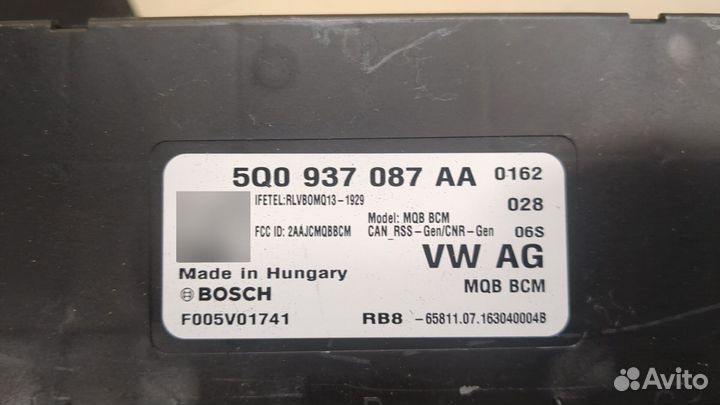 5Q0 937 087 AA 0162
IFETEL:RLVBOMQ13-1929
028
Model: MQB BCM
FCC ID: 2AAJCMQBBCM CAN_RSS-Gen/CNR-Gen 06S
VW AG
Made in Hungary
MQB BCM
BOSCH
F005V01741 RB8 -65811.07.163040004B
Avito